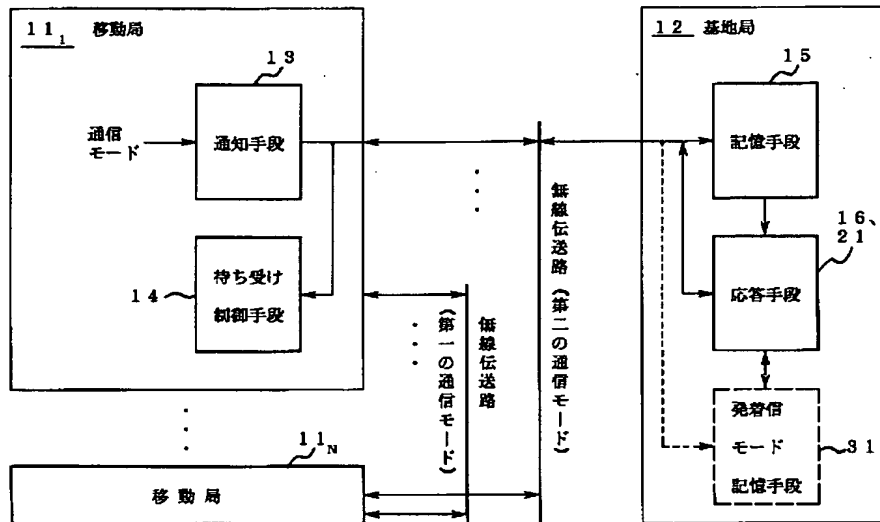 11₁ 移動局
13
通信
モード
通知手段
14
待ち受け
制御手段
11N
移動局
無線伝送路
(第一の通信モード)
無線伝送路(第二の通信モード)
12 基地局
15
記憶手段
16、
21
応答手段
発着信
モード
記憶手段
31